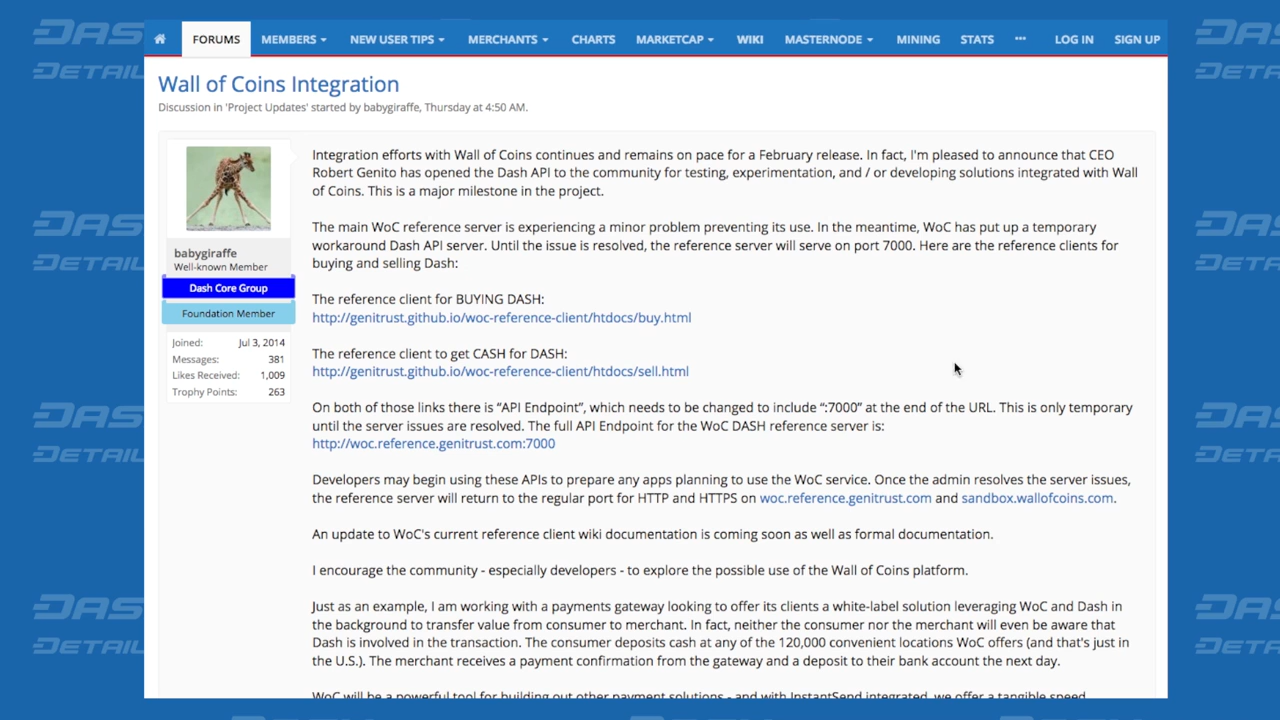 FORUMS MEMBERS NEW USER TIPS MERCHANTS CHARTS MARKETCAP WIKI MASTERNODE MINING STATS ••• LOG IN SIGN UP
Wall of Coins Integration
Discussion in 'Project Updates' started by babygiraffe, Thursday at 4:50 AM.
babygiraffe
Well-known Member
Dash Core Group
Foundation Member
Joined: Jul 3, 2014
Messages: 381
Likes Received: 1,009
Trophy Points: 263
Integration efforts with Wall of Coins continues and remains on pace for a February release. In fact, I'm pleased to announce that CEO
Robert Genito has opened the Dash API to the community for testing, experimentation, and / or developing solutions integrated with Wall
of Coins. This is a major milestone in the project.
The main WoC reference server is experiencing a minor problem preventing its use. In the meantime, WoC has put up a temporary
workaround Dash API server. Until the issue is resolved, the reference server will serve on port 7000. Here are the reference clients for
buying and selling Dash:
The reference client for BUYING DASH:
http://genitrust.github.io/woc-reference-client/htdocs/buy.html
The reference client to get CASH for DASH:
http://genitrust.github.io/woc-reference-client/htdocs/sell.html
On both of those links there is “API Endpoint”, which needs to be changed to include “:7000” at the end of the URL. This is only temporary
until the server issues are resolved. The full API Endpoint for the WoC DASH reference server is:
http://woc.reference.genitrust.com:7000
Developers may begin using these APIs to prepare any apps planning to use the WoC service. Once the admin resolves the server issues,
the reference server will return to the regular port for HTTP and HTTPS on woc.reference.genitrust.com and sandbox.wallofcoins.com.
An update to WoC's current reference client wiki documentation is coming soon as well as formal documentation.
I encourage the community - especially developers - to explore the possible use of the Wall of Coins platform.
Just as an example, I am working with a payments gateway looking to offer its clients a white-label solution leveraging WoC and Dash in
the background to transfer value from consumer to merchant. In fact, neither the consumer nor the merchant will even be aware that
Dash is involved in the transaction. The consumer deposits cash at any of the 120,000 convenient locations WoC offers (and that's just in
the U.S.). The merchant receives a payment confirmation from the gateway and a deposit to their bank account the next day.
WoC will be a powerful tool for building out other payment solutions - and with InstantSend integrated, we offer a tangible speed